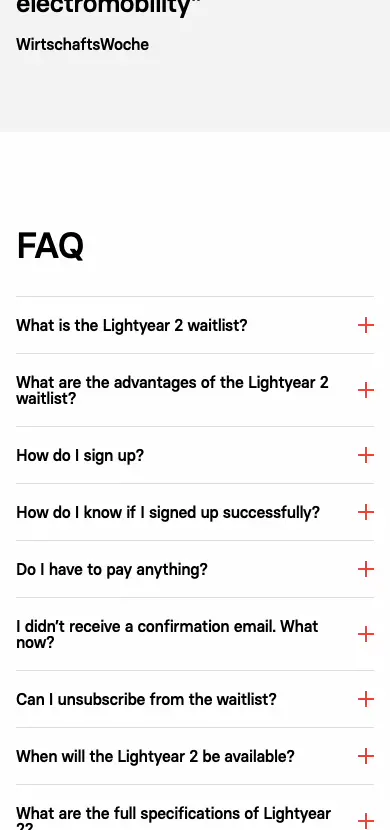 electromobility"
WirtschaftsWoche
FAQ
What is the Lightyear 2 waitlist?
What are the advantages of the Lightyear 2
waitlist?
How do I sign up?
How do I know if I signed up successfully?
Do I have to pay anything?
I didn't receive a confirmation email. What
now?
Can I unsubscribe from the waitlist?
When will the Lightyear 2 be available?
What are the full specifications of Lightyear
2?